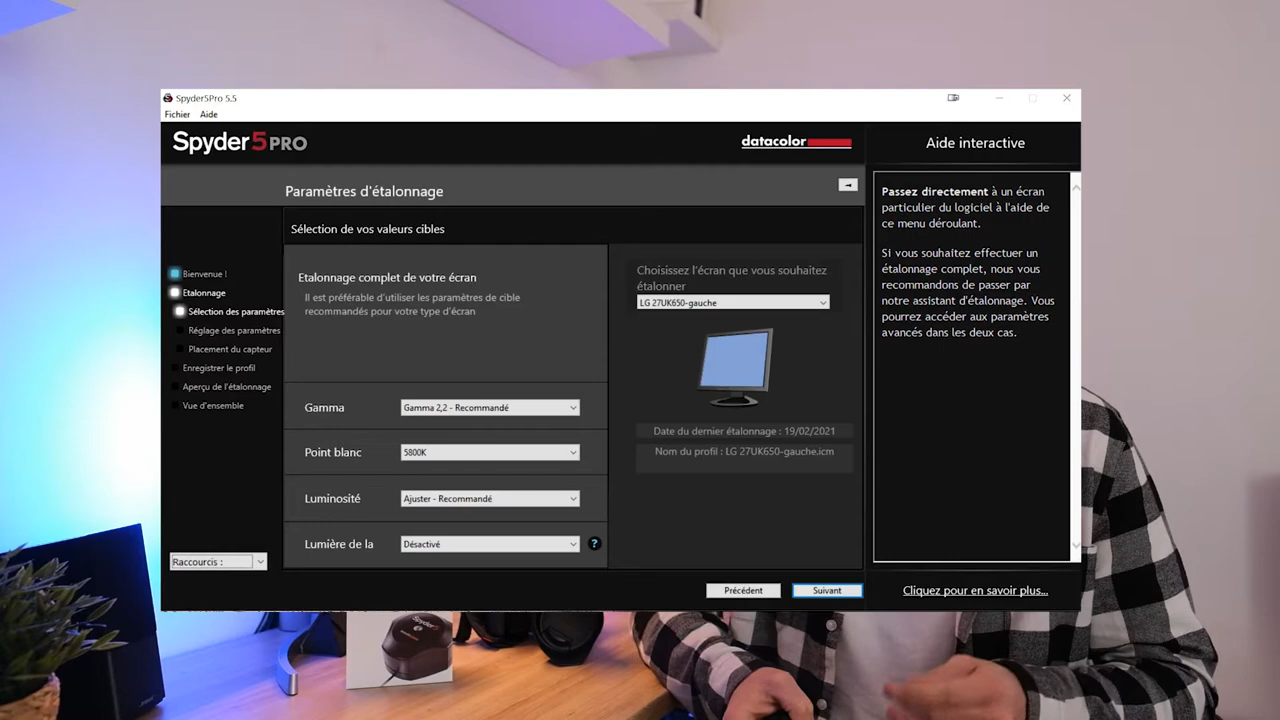 Spyder5Pro 5.5
Fichier Aide
Spyder5PRO
datacolor
Aide interactive
Paramètres d'étalonnage
Sélection de vos valeurs cibles
Bienvenue !
Etalonnage
Sélection des paramètres
Réglage des paramètres
Placement du capteur
Enregistrer le profil
Aperçu de l'étalonnage
Vue d'ensemble
Raccourcis :
Etalonnage complet de votre écran
Il est préférable d'utiliser les paramètres de cible
recommandés pour votre type d'écran
Gamma
Gamma 2,2 - Recommandé
Point blanc
5800K
Luminosité
Ajuster - Recommandé
Lumière de la
Désactivé
?
Choisissez l'écran que vous souhaitez
étalonner
LG 27UK650-gauche
Date du dernier étalonnage : 19/02/2021
Nom du profil : LG 27UK650-gauche.icm
Précédent
Suivant
Passez directement à un écran
particulier du logiciel à l'aide de
ce menu déroulant.
Si vous souhaitez effectuer un
étalonnage complet, nous vous
recommandons de passer par
notre assistant d'étalonnage. Vous
pourrez accéder aux paramètres
avancés dans les deux cas.
Cliquez pour en savoir plus...
Spyder